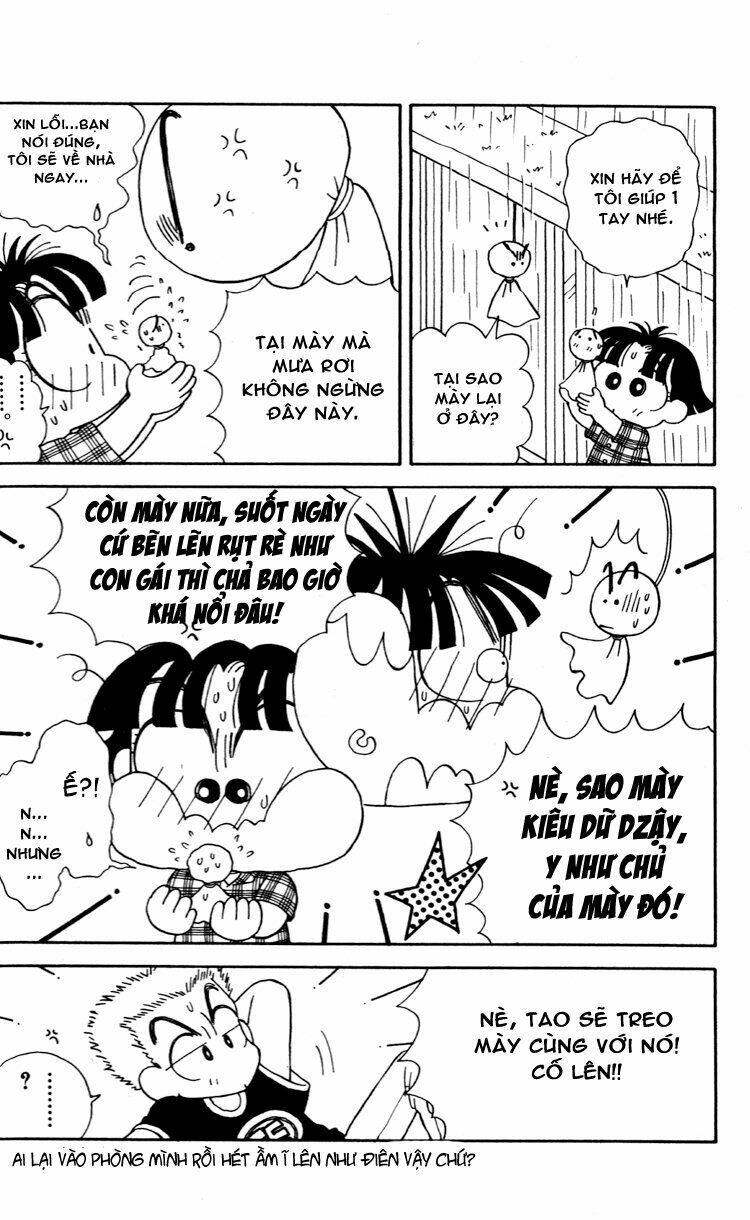 XIN HÃY ĐỂ
TÔI GIÚP 1
TAY NHÉ.
TẠI SAO
MÀY LẠI
Ở ĐÂY?
XIN LỖI...BẠN
NÓI ĐÚNG,
TÔI SẼ VỀ NHÀ
NGAY...
TẠI MÀY MÀ
MƯA RƠI
KHÔNG NGỪNG
ĐÂY NÀY.
NÈ, SAO MÀY
KIÊU DỮ DZẬY,
Y NHƯ CHỦ
CỦA MÀY ĐÓ!
CÒN MÀY NỮA, SUỐT NGÀY
CỨ BẼN LẼN RỤT RÈ NHƯ
CON GÁI THÌ CHẢ BAO GIỜ
KHÁ NỔI ĐÂU!
Ế?!
N...
N...
NHƯNG
...
NÈ, TAO SẼ TREO
MÀY CÙNG VỚI NÓ!
CỐ LÊN!!
......?
AI LẠI VÀO PHÒNG MÌNH RỒI HÉT ẦM Ĩ LÊN NHƯ ĐIÊN VẬY CHỨ?